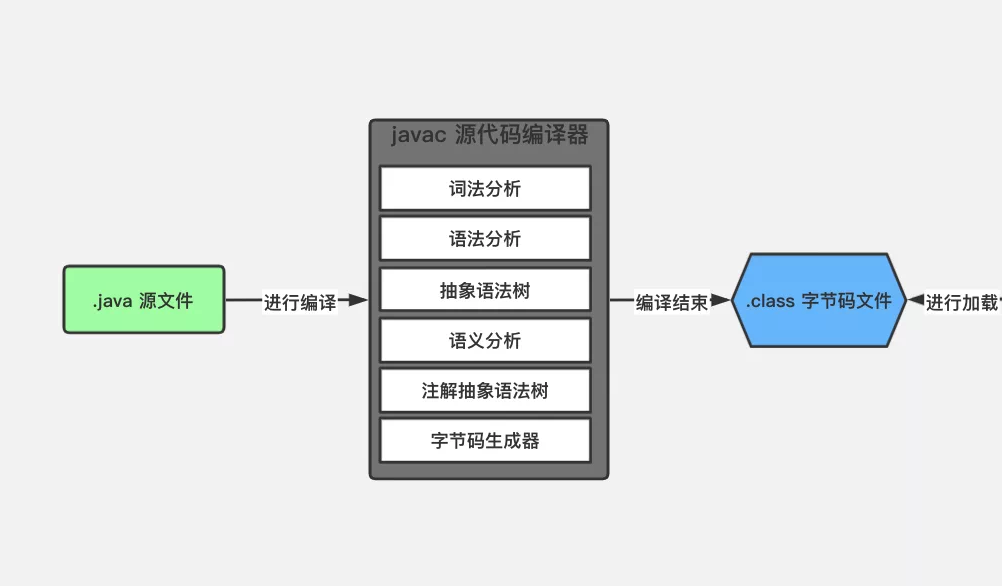 javac 源代码编译器
词法分析
语法分析
抽象语法树
语义分析
注解抽象语法树
字节码生成器
.java 源文件
进行编译
编译结束
.class 字节码文件
进行加载